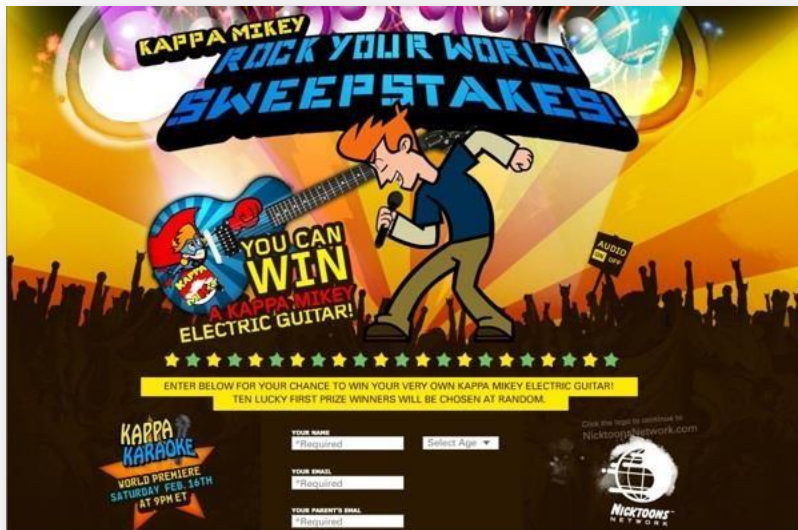 KAPPA MIKEY
ROCK YOUR WORLD
SWEEPSTAKES!
KAPPA
MIKEY
YOU CAN
WIN
A KAPPA MIKEY
ELECTRIC GUITAR!
AUDIO
ON OFF
ENTER BELOW FOR YOUR CHANCE TO WIN YOUR VERY OWN KAPPA MIKEY ELECTRIC GUITAR!
TEN LUCKY FIRST PRIZE WINNERS WILL BE CHOSEN AT RANDOM.
KAPPA
KARAOKE
WORLD PREMIERE
SATURDAY FEB. 16TH
AT 9PM ET
YOUR NAME
*Required
Select Age
YOUR EMAIL
*Required
YOUR PARENT'S EMAIL
*Required
Click the logo to continue to
NicktoonsNetwork.com
NICKTOONS
NETWORK